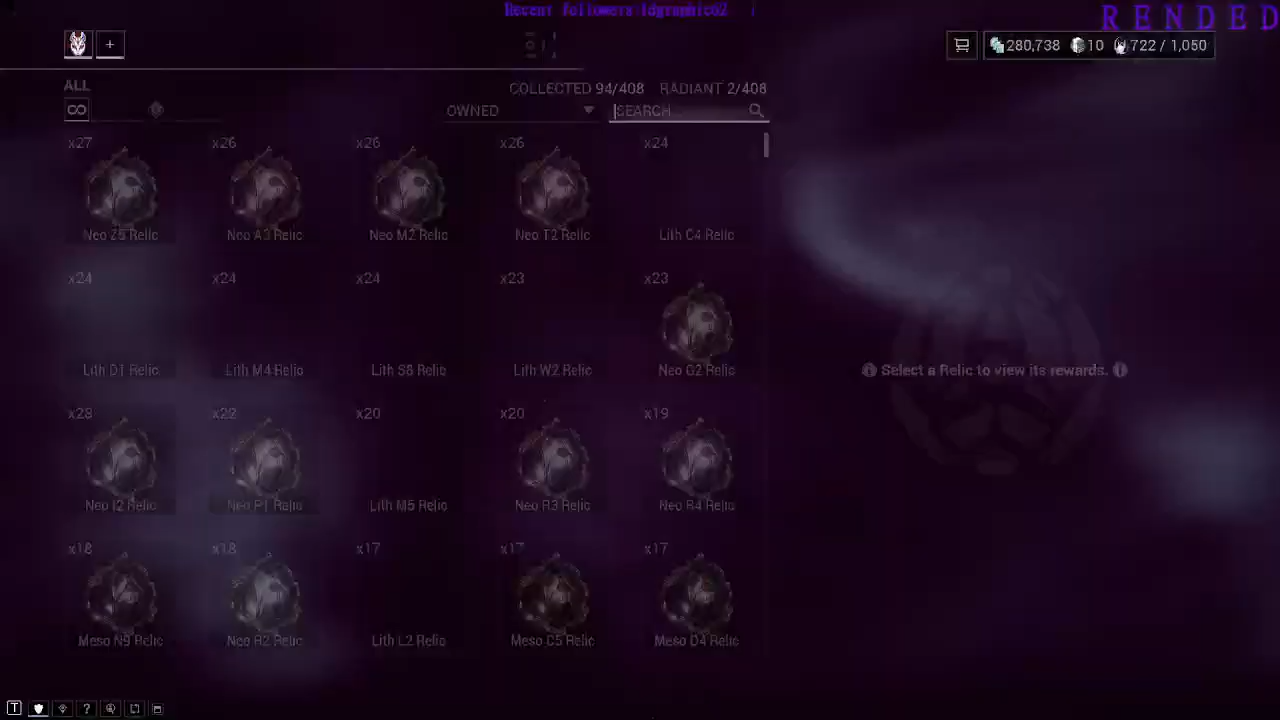 Recent followers:
RENDED
280,738 10 722 / 1,050
ALL
COLLECTED 94/408 RADIANT 2/408
OWNED
SEARCH...
x27 x26 x26 x26 x24
Neo Z5 Relic Neo A3 Relic Neo M2 Relic Neo T2 Relic Lith C4 Relic
x24 x24 x24 x23 x23
Lith D1 Relic Lith M4 Relic Lith S8 Relic Lith W2 Relic Relic
Select a Relic to view its rewards.
x28 x22 x20 x20 x19
Neo I2 Relic Neo P1 Relic Lith M5 Relic Neo R3 Relic Neo R4 Relic
x18 x18 x17 x17 x17
Meso N9 Relic Neo R2 Relic Lith L2 Relic Meso C5 Relic Meso D4 Relic
T
?